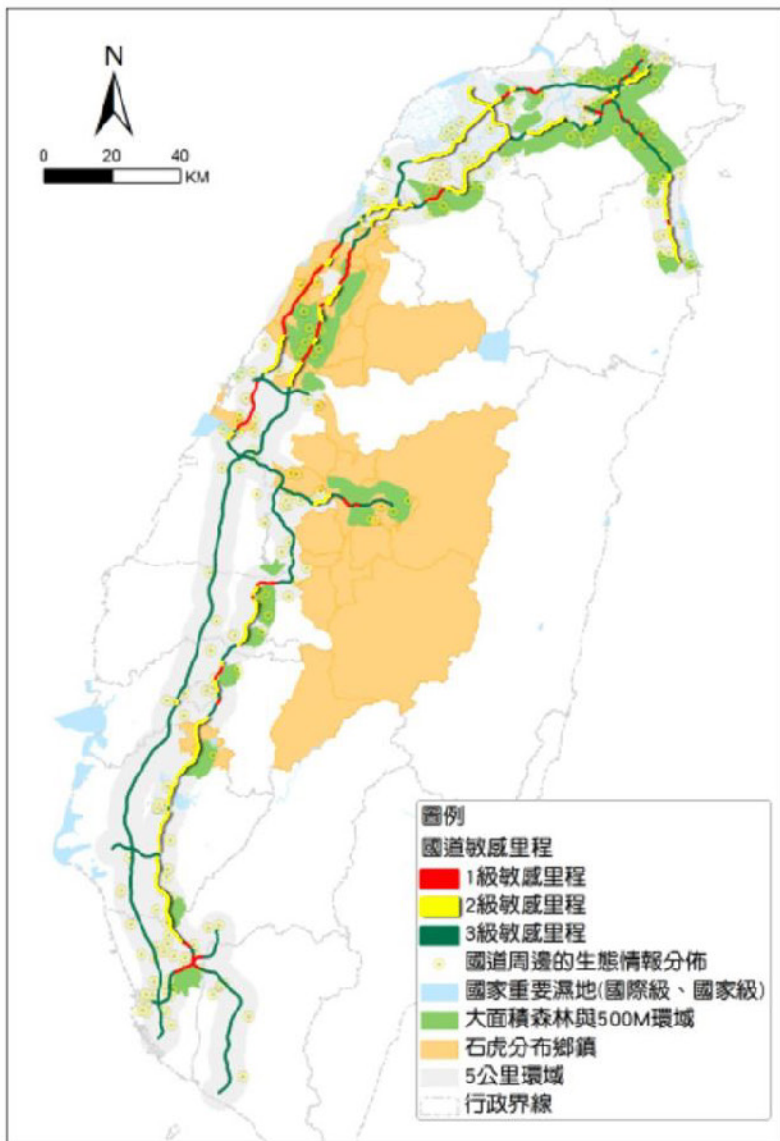 N
0 20 40
KM
圖例
國道敏感里程
1級敏感里程
2級敏感里程
3級敏感里程
國道周邊的生態情報分佈
國家重要濕地(國際級、國家級)
大面積森林與500M環域
石虎分布鄉鎮
5公里環域
行政界線